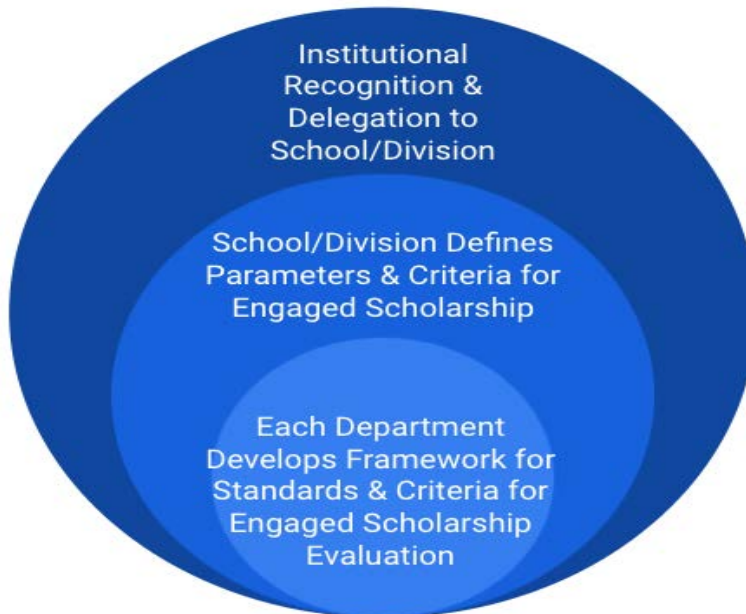 Institutional
Recognition &
Delegation to
School/Division
School/Division Defines
Parameters & Criteria for
Engaged Scholarship
Each Department
Develops Framework for
Standards & Criteria for
Engaged Scholarship
Evaluation